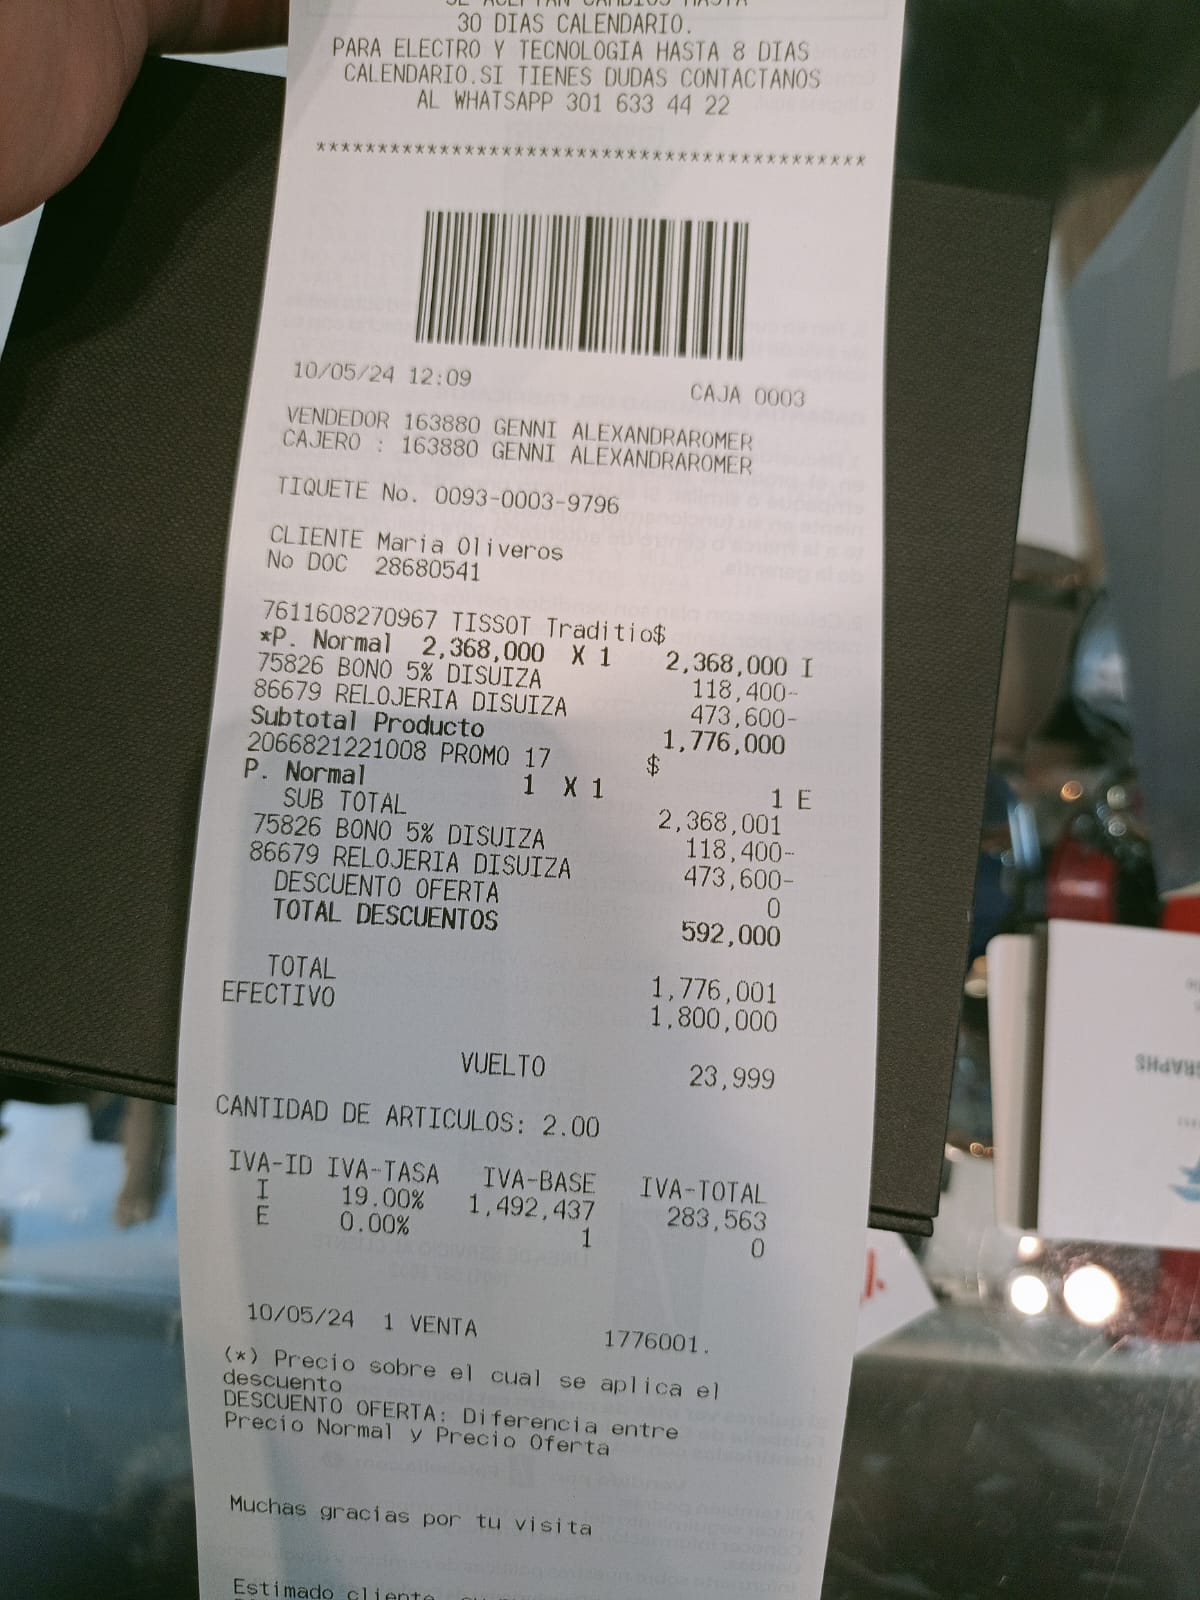 SE ACEPTAN CAMBIOS HASTA
30 DIAS CALENDARIO.
PARA ELECTRO Y TECNOLOGIA HASTA 8 DIAS
CALENDARIO.SI TIENES DUDAS CONTACTANOS
AL WHATSAPP 301 633 44 22
********************************************
10/05/24 12:09 CAJA 0003
VENDEDOR 163880 GENNI ALEXANDRAROMER
CAJERO : 163880 GENNI ALEXANDRAROMER
TIQUETE No. 0093-0003-9796
CLIENTE Maria Oliveros
No DOC 28680541
7611608270967 TISSOT Traditio$
*P. Normal 2,368,000 X 1 2,368,000 I
75826 BONO 5% DISUIZA 118,400-
86679 RELOJERIA DISUIZA 473,600-
Subtotal Producto 1,776,000
2066821221008 PROMO 17 $
P. Normal 1 X 1 1 E
SUB TOTAL 2,368,001
75826 BONO 5% DISUIZA 118,400-
86679 RELOJERIA DISUIZA 473,600-
DESCUENTO OFERTA 0
TOTAL DESCUENTOS 592,000
TOTAL 1,776,001
EFECTIVO 1,800,000
VUELTO 23,999
CANTIDAD DE ARTICULOS: 2.00
IVA-ID IVA-TASA IVA-BASE IVA-TOTAL
I 19.00% 1,492,437 283,563
E 0.00% 1 0
10/05/24 1 VENTA 1776001.
(*) Precio sobre el cual se aplica el
descuento
DESCUENTO OFERTA: Diferencia entre
Precio Normal y Precio Oferta
Muchas gracias por tu visita
Estimado cliente